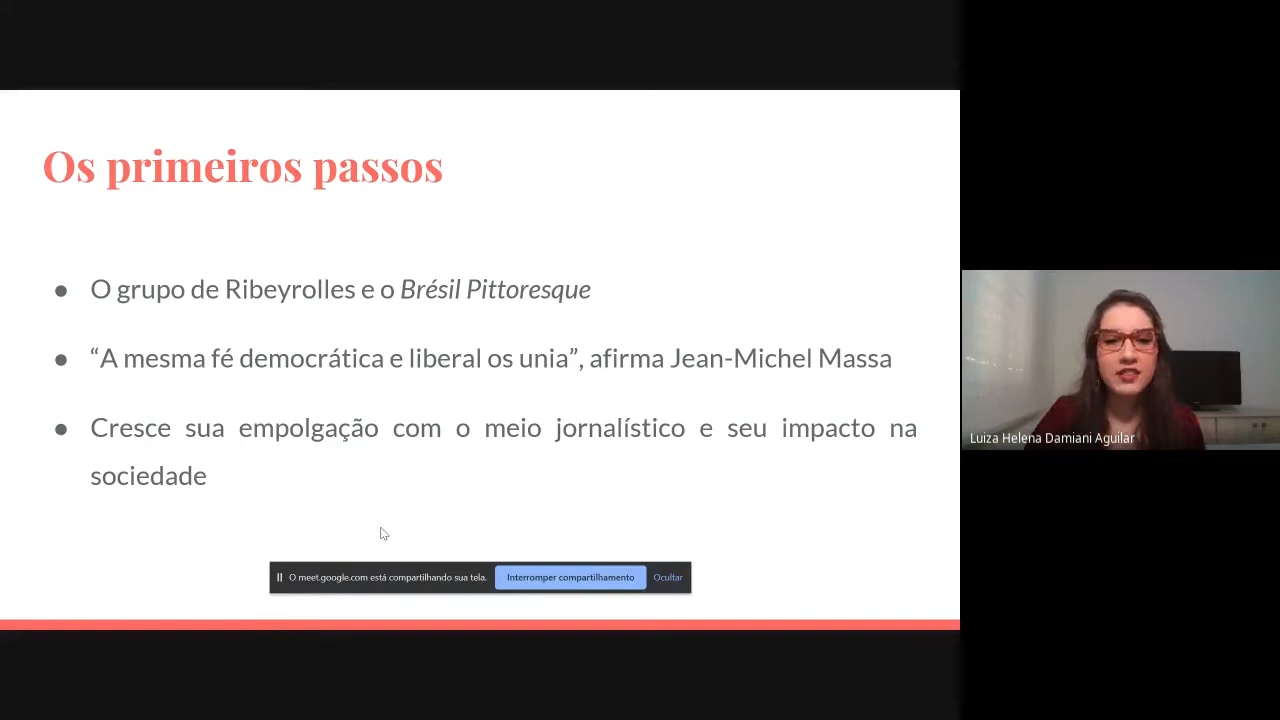 Os primeiros passos
● O grupo de Ribeyrolles e o Brésil Pittoresque
● “A mesma fé democrática e liberal os unia”, afirma Jean-Michel Massa
● Cresce sua empolgação com o meio jornalístico e seu impacto na
sociedade
O meet.google.com está compartilhando sua tela. Interromper compartilhamento Ocultar
Luiza Helena Damiani Aguilar